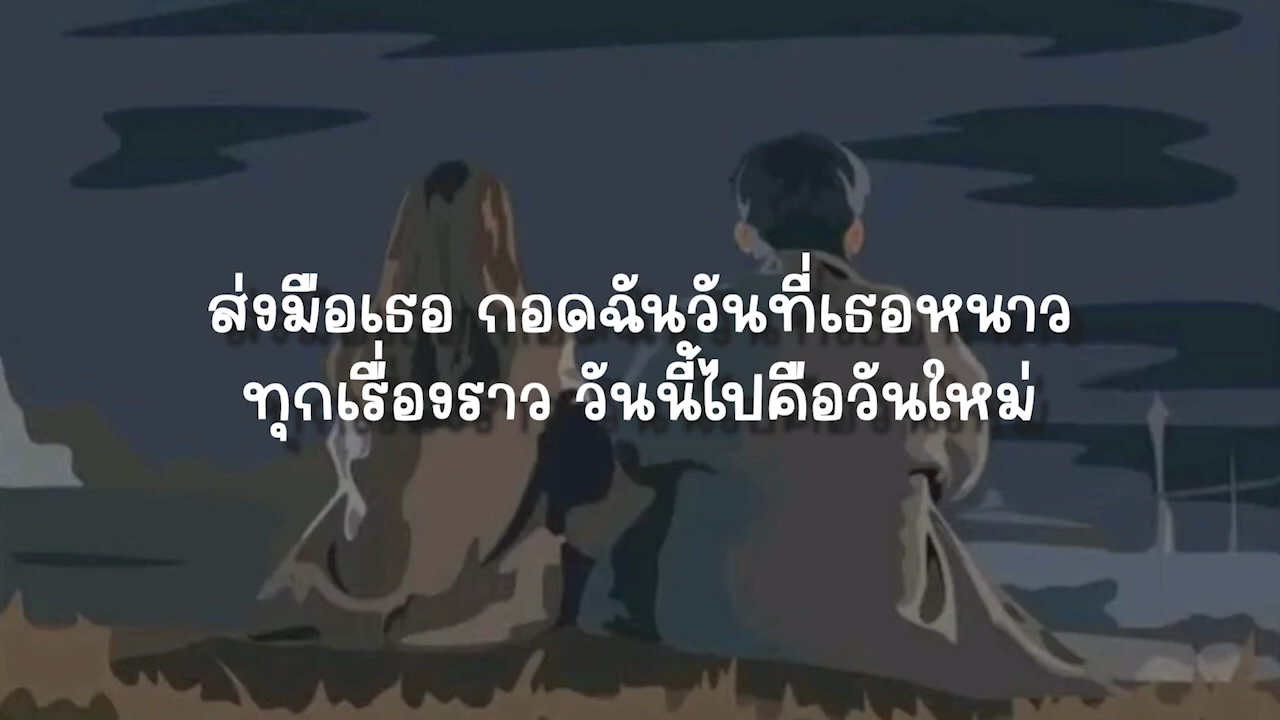 ส่งมือเธอ กอดฉันวันที่เธอหนาว
ทุกเรื่องราว วันนี้ไปคือวันใหม่